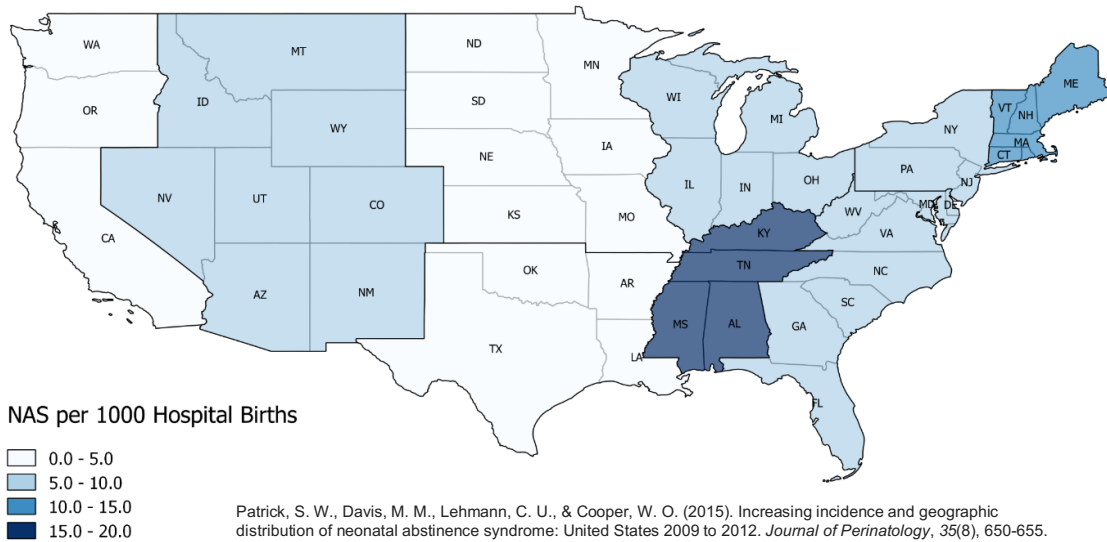 WA
MT
ND
MN
ME
OR
ID
SD
WI
VT
NH
WY
MI
NY
MA
CT
NE
IA
PA
NV
UT
CO
IL
IN
OH
NJ
MD
DE
WV
CA
KS
MO
KY
VA
AZ
NM
OK
AR
TN
NC
SC
MS
AL
GA
TX
LA
FL
NAS per 1000 Hospital Births
0.0 - 5.0
5.0 - 10.0
10.0 - 15.0
15.0 - 20.0
Patrick, S. W., Davis, M. M., Lehmann, C. U., & Cooper, W. O. (2015). Increasing incidence and geographic
distribution of neonatal abstinence syndrome: United States 2009 to 2012. Journal of Perinatology, 35(8), 650-655.